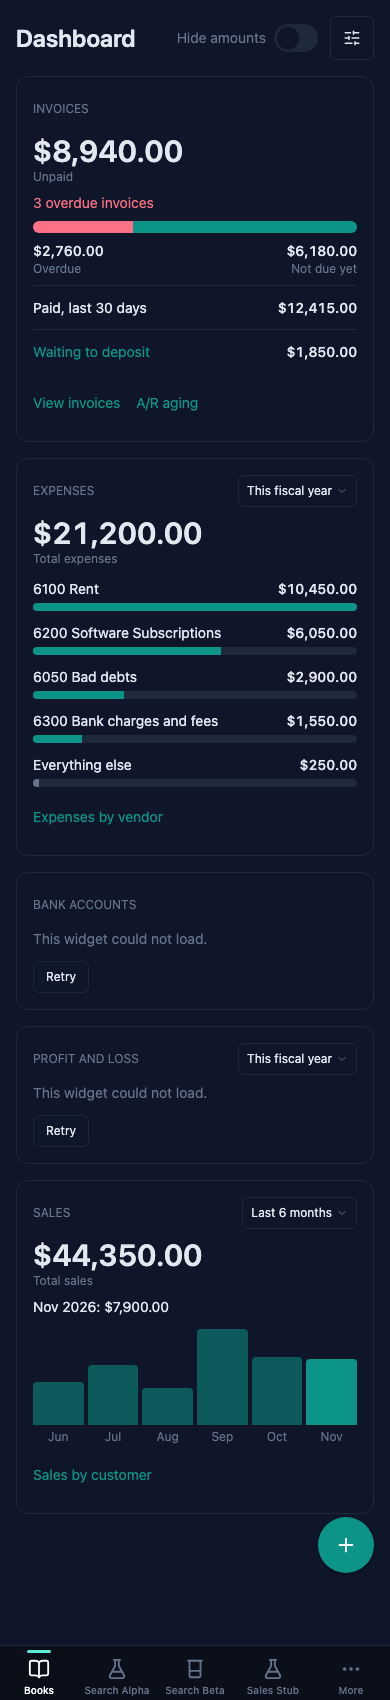 Dashboard
Hide amounts
INVOICES
$8,940.00
Unpaid
3 overdue invoices
$2,760.00 $6,180.00
Overdue Not due yet
Paid, last 30 days $12,415.00
Waiting to deposit $1,850.00
View invoices A/R aging
EXPENSES This fiscal year
$21,200.00
Total expenses
6100 Rent $10,450.00
6200 Software Subscriptions $6,050.00
6050 Bad debts $2,900.00
6300 Bank charges and fees $1,550.00
Everything else $250.00
Expenses by vendor
BANK ACCOUNTS
This widget could not load.
Retry
PROFIT AND LOSS This fiscal year
This widget could not load.
Retry
SALES Last 6 months
$44,350.00
Total sales
Nov 2026: $7,900.00
Jun Jul Aug Sep Oct Nov
Sales by customer
Books Search Alpha Search Beta Sales Stub More